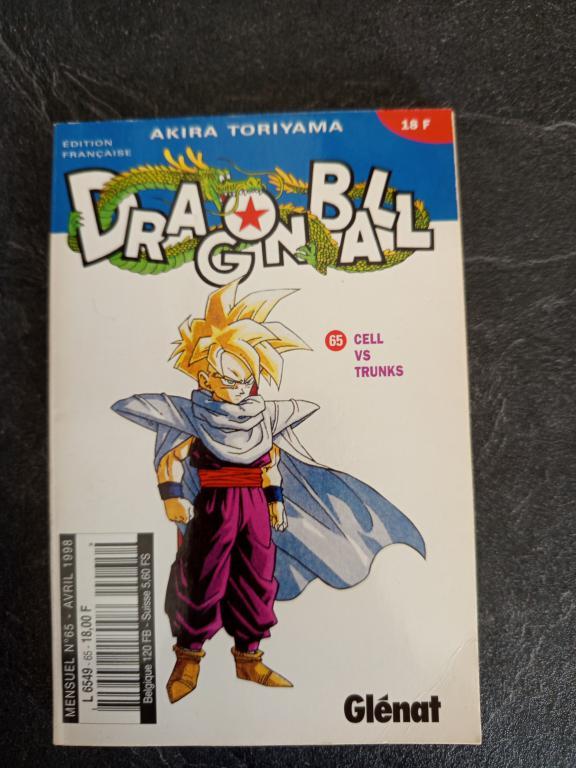 AKIRA TORIYAMA
18 F
ÉDITION
FRANÇAISE
DRAGON BALL
65 CELL
VS
TRUNKS
MENSUEL N°65 - AVRIL 1998
L 6549 - 65 - 18,00 F
Belgique 120 FB - Suisse 5.60 FS
Glénat